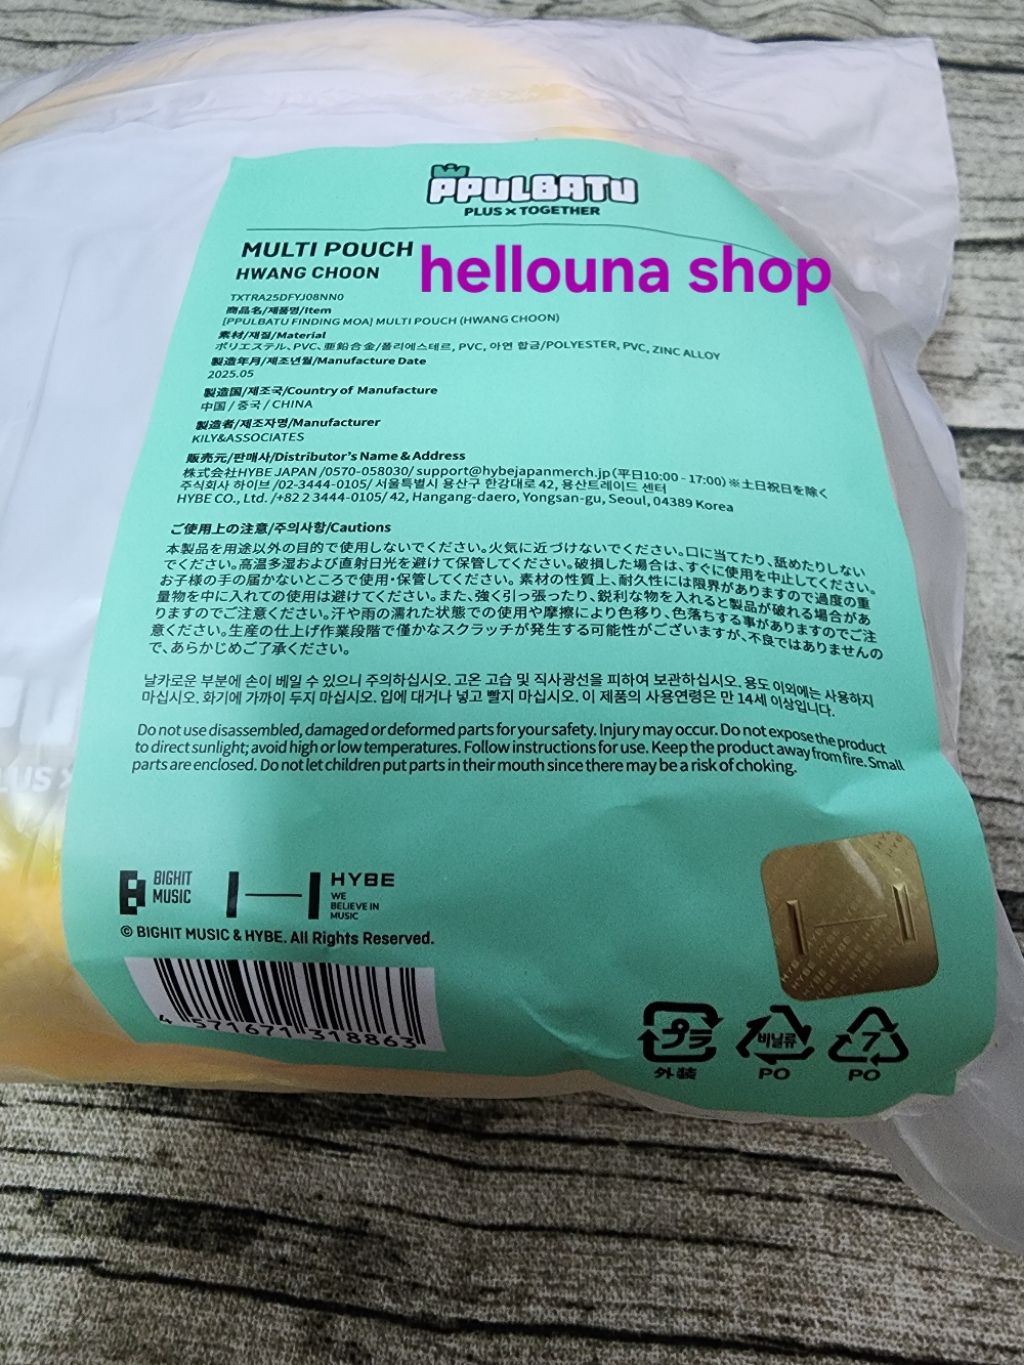 PPULBATU
PLUS × TOGETHER
MULTI POUCH
hellouna shop
HWANG CHOON
TXTRA25DFYJ08NN0
商品名/제품명/Item
[PPULBATU FINDING MOA] MULTI POUCH (HWANG CHOON)
素材/재질/Material
ポリエステル、PVC、亜鉛合金/폴리에스테르, PVC, 아연 합금/POLYESTER, PVC, ZINC ALLOY
製造年月/제조년월/Manufacture Date
2025.05
製造国/제조국/Country of Manufacture
中国 / 중국 / CHINA
製造者/제조자명/Manufacturer
KILY&ASSOCIATES
販売元/판매사/Distributor's Name & Address
株式会社HYBE JAPAN /0570-058030/ support@hybejapanmerch.jp(平日10:00 - 17:00)※土日祝日を除く
주식회사 하이브 /02-3444-0105/ 서울특별시 용산구 한강대로 42, 용산트레이드 센터
HYBE CO., Ltd. /+82 2 3444-0105/ 42, Hangang-daero, Yongsan-gu, Seoul, 04389 Korea
ご使用上の注意/주의사항/Cautions
本製品を用途以外の目的で使用しないでください。火気に近づけないでください。口に当てたり、舐めたりしない
でください。高温多湿および直射日光を避けて保管してください。破損した場合は、すぐに使用を中止してください。
お子様の手の届かないところで使用・保管してください。素材の性質上、耐久性には限界がありますので過度の重
量物を中に入れての使用は避けてください。また、強く引っ張ったり、鋭利な物を入れると製品が破れる場合があ
りますのでご注意ください。汗や雨の濡れた状態での使用や摩擦により色移り、色落ちする事がありますのでご注
意ください。生産の仕上げ作業段階で僅かなスクラッチが発生する可能性がございますが、不良ではありませんの
で、あらかじめご了承ください。
날카로운 부분에 손이 베일 수 있으니 주의하십시오. 고온 고습 및 직사광선을 피하여 보관하십시오. 용도 이외에는 사용하지
마십시오. 화기에 가까이 두지 마십시오. 입에 대거나 넣고 빨지 마십시오. 이 제품의 사용연령은 만 14세 이상입니다.
Do not use disassembled, damaged or deformed parts for your safety. Injury may occur. Do not expose the product
to direct sunlight; avoid high or low temperatures. Follow instructions for use. Keep the product away from fire. Small
parts are enclosed. Do not let children put parts in their mouth since there may be a risk of choking.
PLUS ×
BIGHIT
MUSIC
HYBE
WE
BELIEVE IN
MUSIC
© BIGHIT MUSIC & HYBE. All Rights Reserved.
4 571671 318863
プラ
外装
비닐류
PO
7
PO